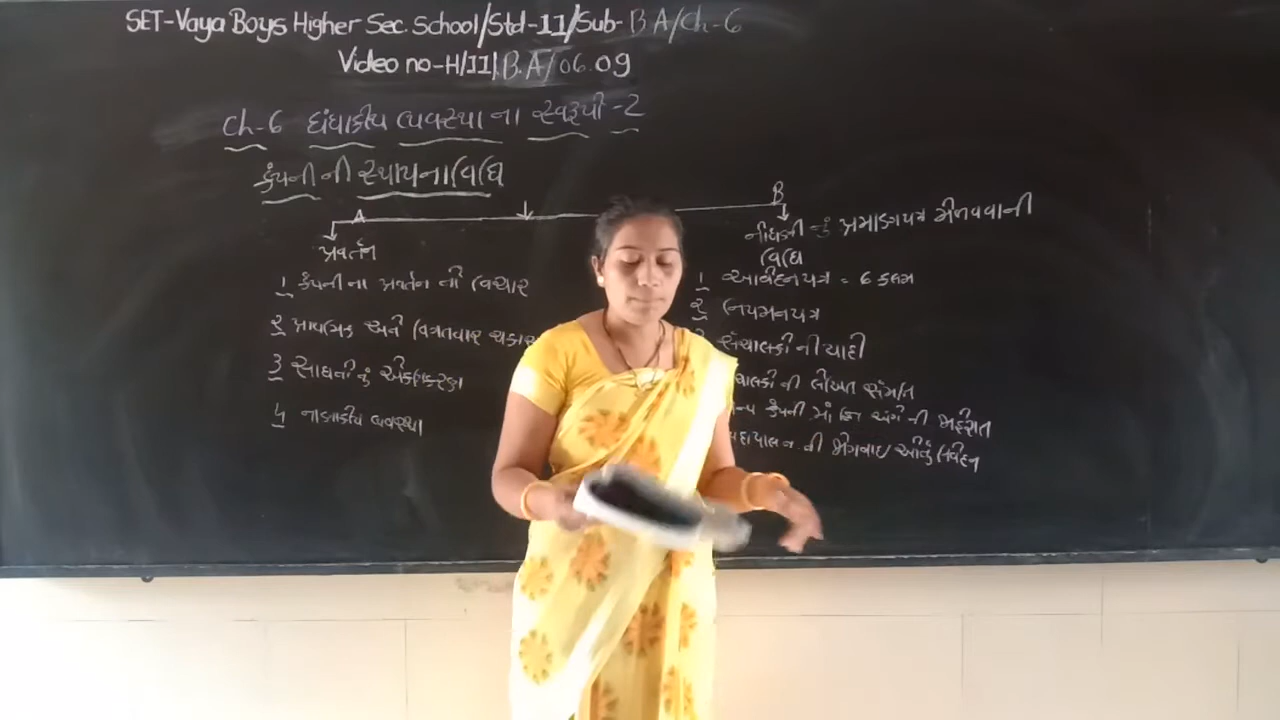 SET-Vaya Boys Higher Sec. School/Std-11/Sub- B A/Ch-6
Video no-H/11/B.A/06.09
Ch-6 ધંધાકીય વ્યવસ્થા ના સ્વરૂપો -2
કંપની ની સ્થાપનાવિધિ
A B
પ્રવર્તન
નોંધણી નું પ્રમાણપત્ર મેળવવાની
વિધિ
1 કંપની ના પ્રવર્તન નો વિચાર
2 પ્રાથમિક અને વિગતવાર ચકાસ
3 સાધનો નું એકત્રીકરણ
4 નાણાકીય વ્યવસ્થા
1 આવેદનપત્ર = 6 કલમ
2 નિયમનપત્ર
સંચાલકો ની યાદી
ચાલકો ની લેખિત સંમતિ
ન્ય કંપની માં હિત અંગે ની જાહેરાત
ની જોગવાઇ અંગેનું નિવેદન